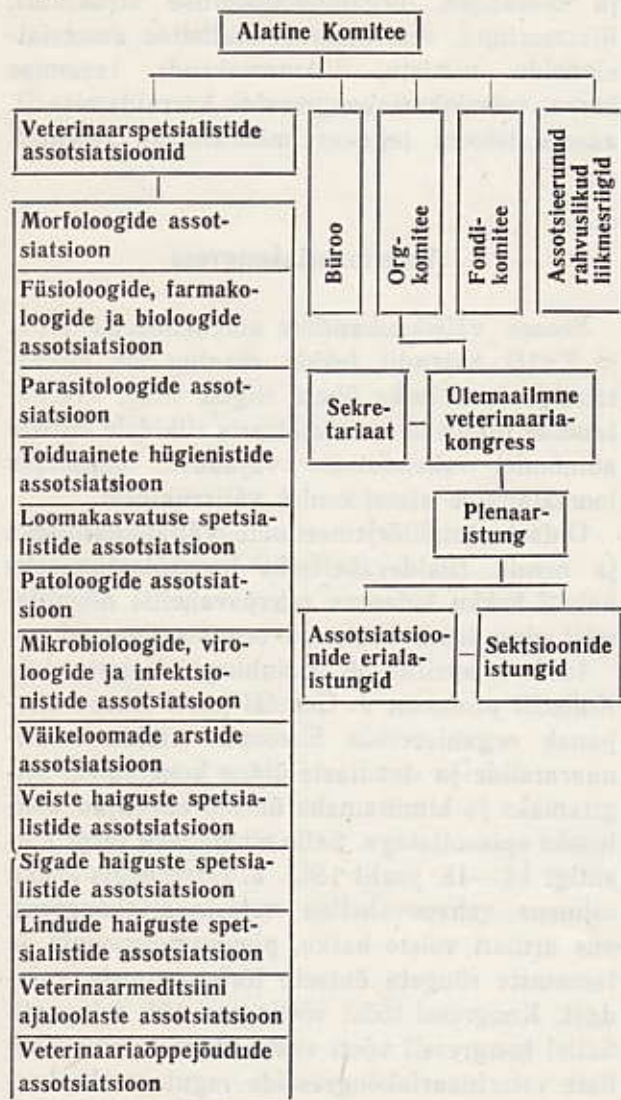 Alatine Komitee
Veterinaarspetsialistide
assotsiatsioonid
Morfoloogide assot-
siatsioon
Füsioloogide, farmako-
loogide ja bioloogide
assotsiatsioon
Parasitoloogide assot-
siatsioon
Toiduainete hügienistide
assotsiatsioon
Loomakasvatuse spetsia-
listide assotsiatsioon
Patoloogide assotsiat-
sioon
Mikrobioloogide, viro-
loogide ja infektsio-
nistide assotsiatsioon
Väikeloomade arstide
assotsiatsioon
Veiste haiguste spetsia-
listide assotsiatsioon
Sigade haiguste spetsia-
listide assotsiatsioon
Lindude haiguste spet-
sialistide assotsiatsioon
Veterinaarmeditsiini
ajaloolaste assotsiatsioon
Veterinaariaõppejõudude
assotsiatsioon
Büroo
Org-
komitee
Fondi-
komitee
Assotsieerunud
rahvuslikud
liikmesriigid
Sekre-
tariaat
Ülemaailmne
veterinaaria-
kongress
Plenaar-
istung
Assotsiatsioo-
nide eriala-
istungid
Sektsioonide
istungid